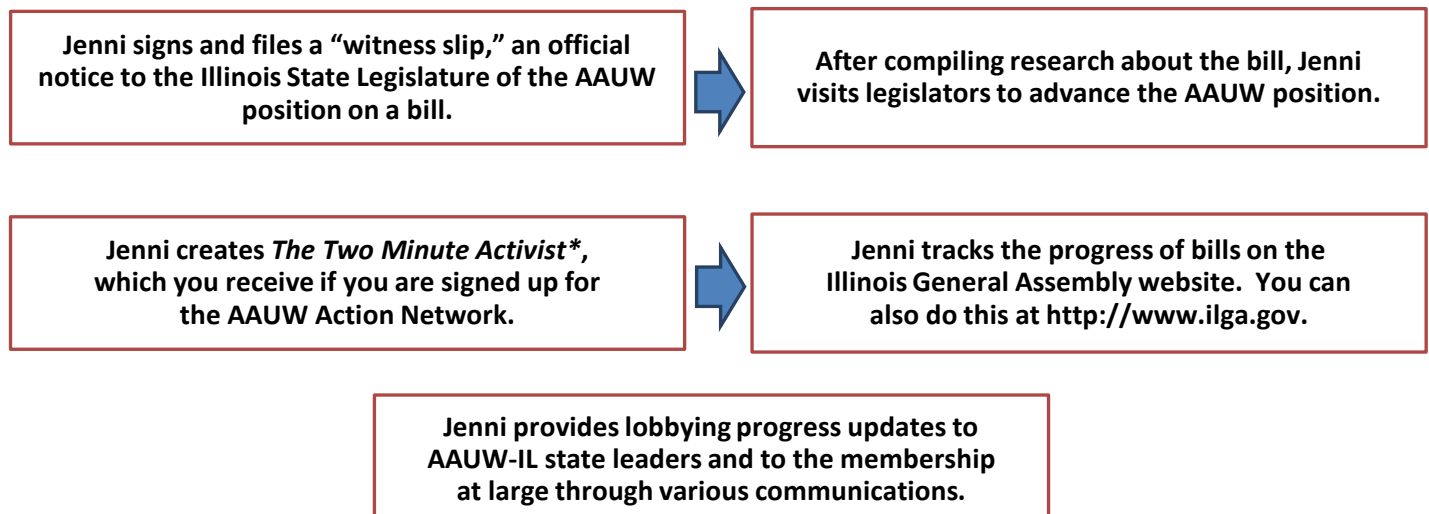 Jenni signs and files a “witness slip,” an official
notice to the Illinois State Legislature of the AAUW
position on a bill.
After compiling research about the bill, Jenni
visits legislators to advance the AAUW position.
Jenni creates The Two Minute Activist*,
which you receive if you are signed up for
the AAUW Action Network.
Jenni tracks the progress of bills on the
Illinois General Assembly website.  You can
also do this at http://www.ilga.gov.
Jenni provides lobbying progress updates to
AAUW-IL state leaders and to the membership
at large through various communications.